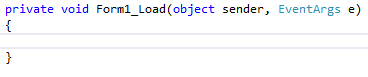 private void Form1_Load(object sender, EventArgs e)
{
}